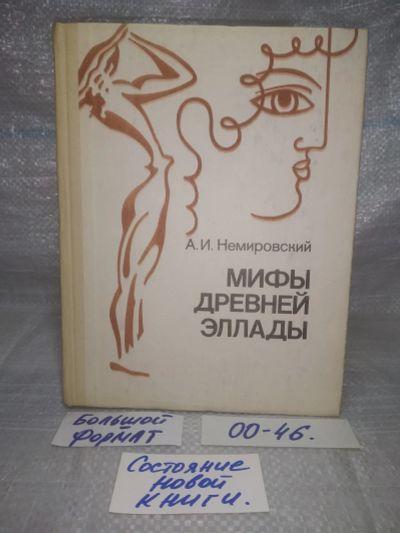 А.И. Немировский
МИФЫ
ДРЕВНЕЙ
ЭЛЛАДЫ
БОЛЬШОЙ
ФОРМАТ
00-46.
Состояние
новой
книги.